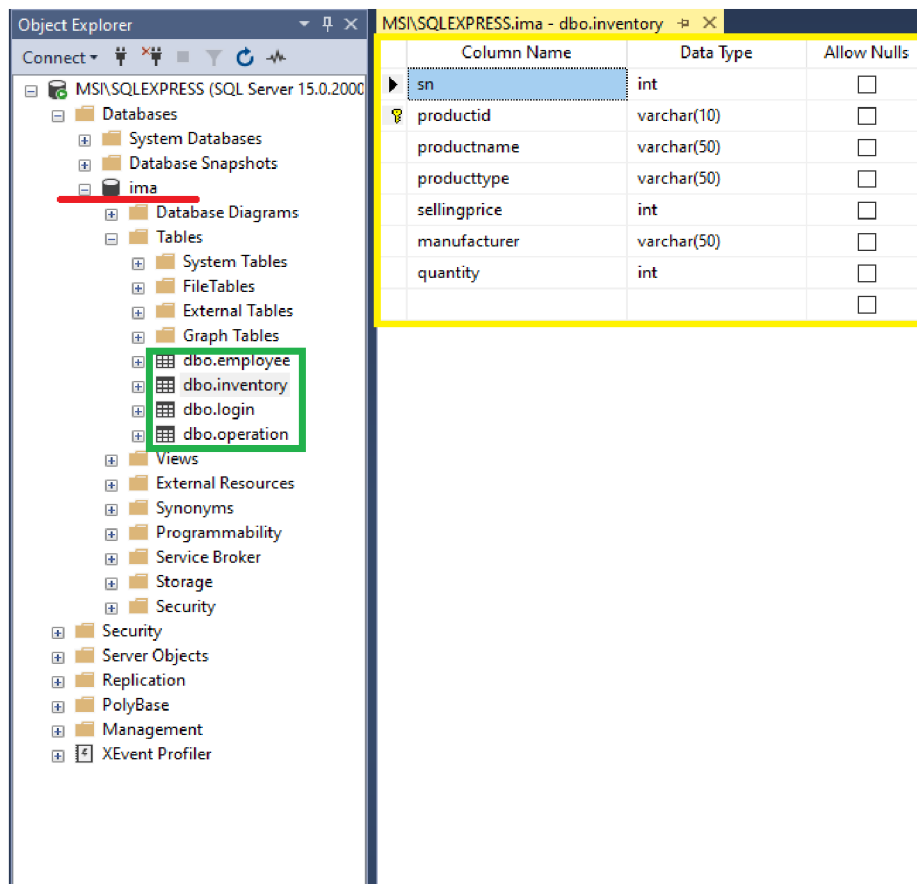 Object Explorer
Connect
MSI\SQLEXPRESS (SQL Server 15.0.2000
Databases
System Databases
Database Snapshots
ima
Database Diagrams
Tables
System Tables
FileTables
External Tables
Graph Tables
dbo.employee
dbo.inventory
dbo.login
dbo.operation
Views
External Resources
Synonyms
Programmability
Service Broker
Storage
Security
Security
Server Objects
Replication
PolyBase
Management
XEvent Profiler
MSI\SQLEXPRESS.ima - dbo.inventory
Column Name Data Type Allow Nulls
sn int
productid varchar(10)
productname varchar(50)
producttype varchar(50)
sellingprice int
manufacturer varchar(50)
quantity int